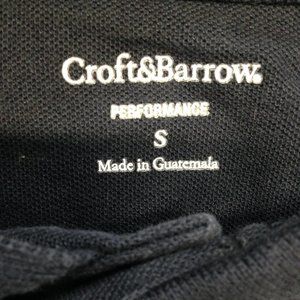 Croft&Barrow.
PERFORMANCE
S
Made in Guatemala